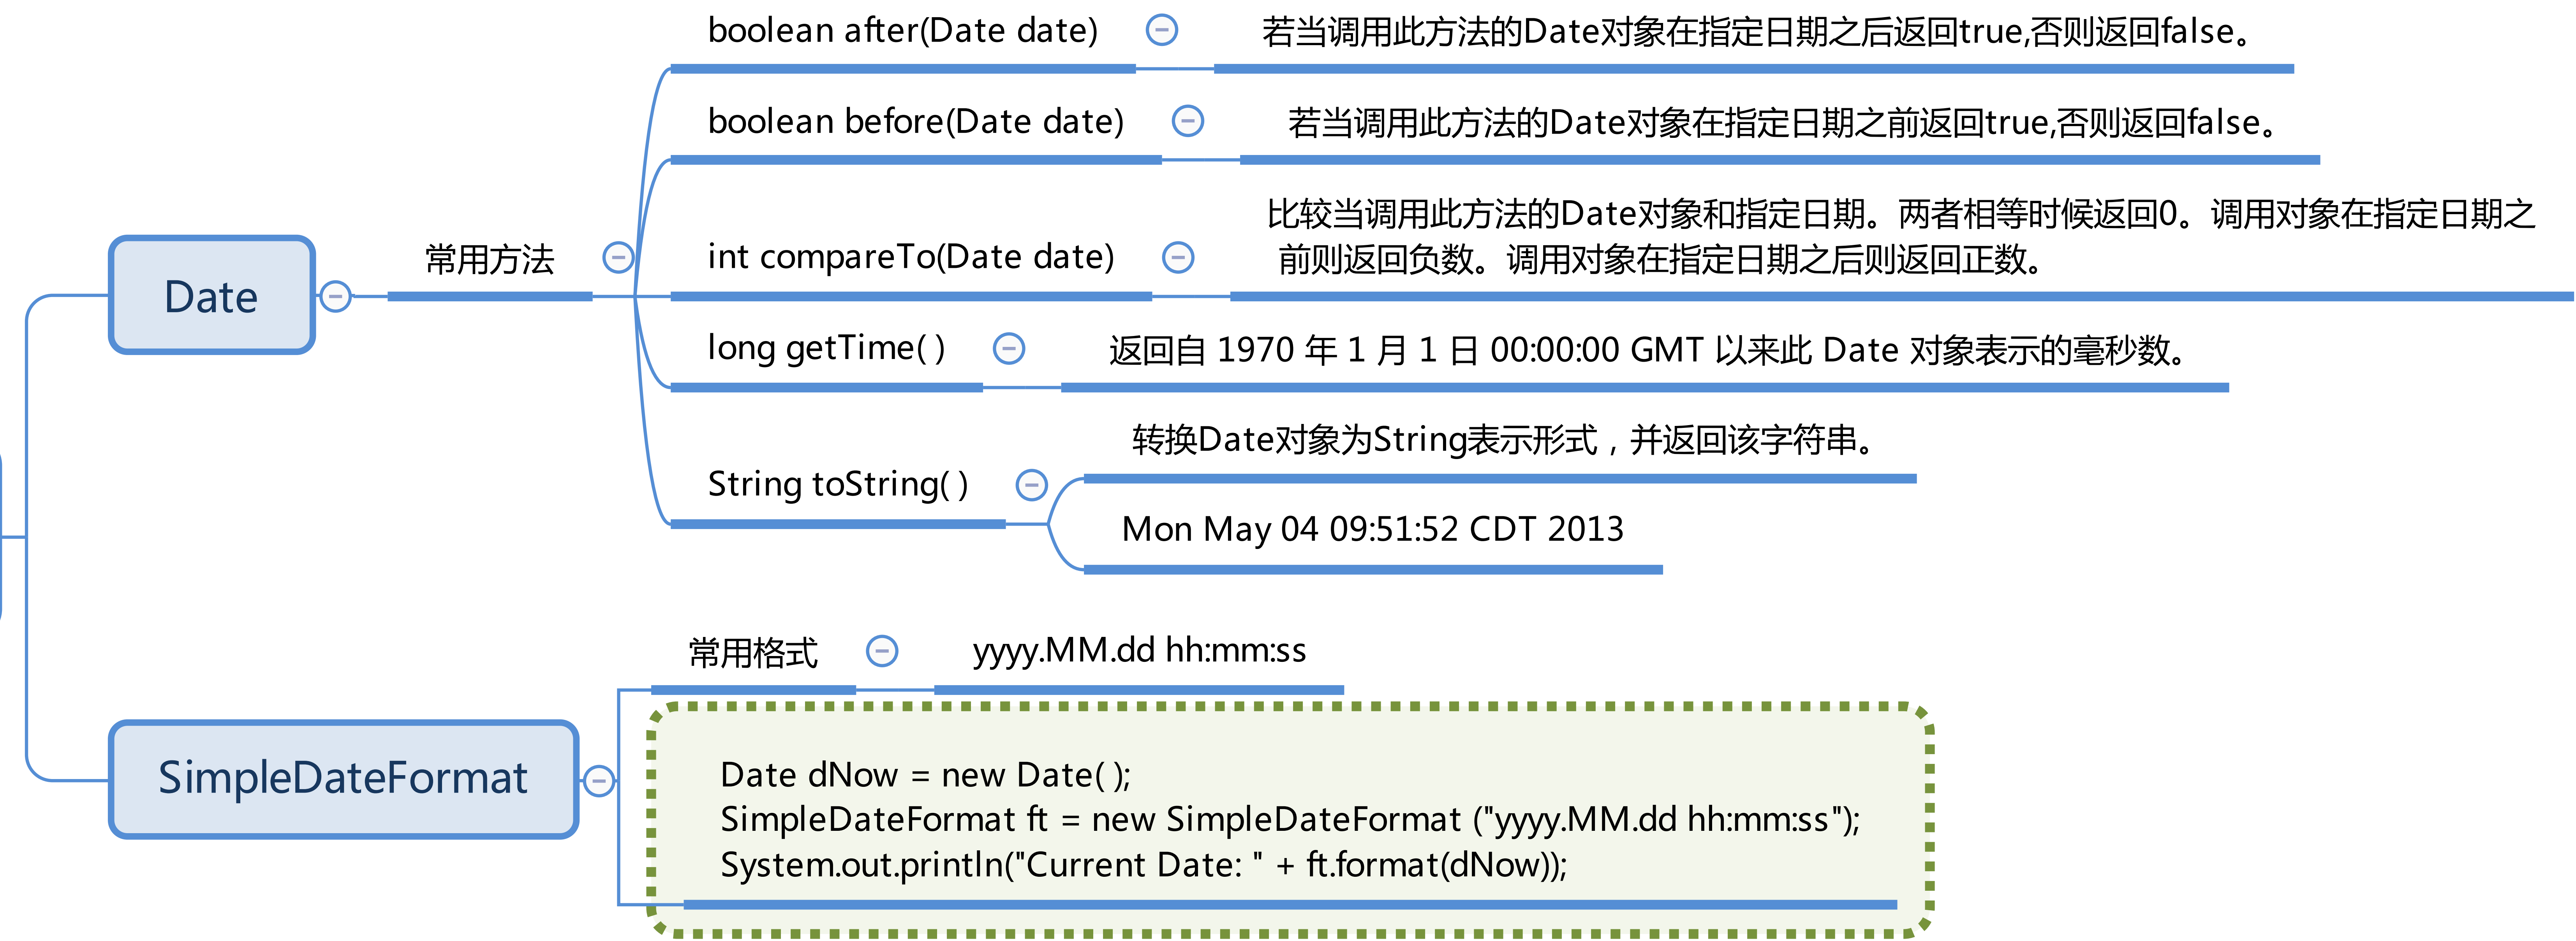 Date
常用方法
boolean after(Date date)
若当调用此方法的Date对象在指定日期之后返回true,否则返回false。
boolean before(Date date)
若当调用此方法的Date对象在指定日期之前返回true,否则返回false。
int compareTo(Date date)
比较当调用此方法的Date对象和指定日期。两者相等时候返回0。调用对象在指定日期之
前则返回负数。调用对象在指定日期之后则返回正数。
long getTime( )
返回自 1970 年 1 月 1 日 00:00:00 GMT 以来此 Date 对象表示的毫秒数。
String toString( )
转换Date对象为String表示形式，并返回该字符串。
Mon May 04 09:51:52 CDT 2013
SimpleDateFormat
常用格式
yyyy.MM.dd hh:mm:ss
Date dNow = new Date( );
SimpleDateFormat ft = new SimpleDateFormat ("yyyy.MM.dd hh:mm:ss");
System.out.println("Current Date: " + ft.format(dNow));